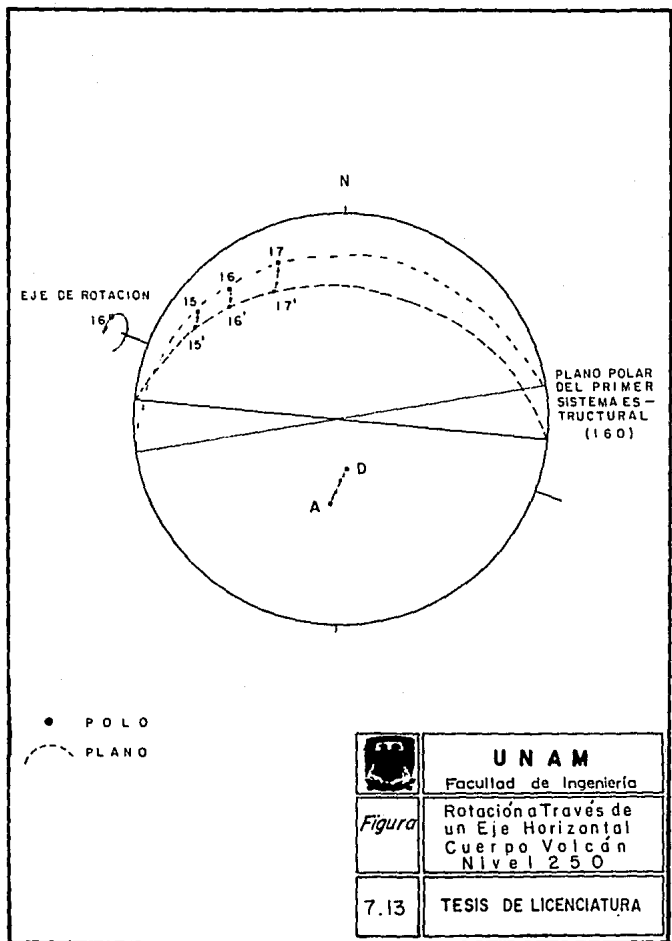 N
17
16
EJE DE ROTACION
15
16
17'
16'
15'
PLANO POLAR
DEL PRIMER
SISTEMA ES-
TRUCTURAL
(160)
D
A
POLO
PLANO
UNAM
Facultad de Ingeniería
Figura
Rotación a Través de
un Eje Horizontal
Cuerpo Volcán
Nivel 250
7.13
TESIS DE LICENCIATURA